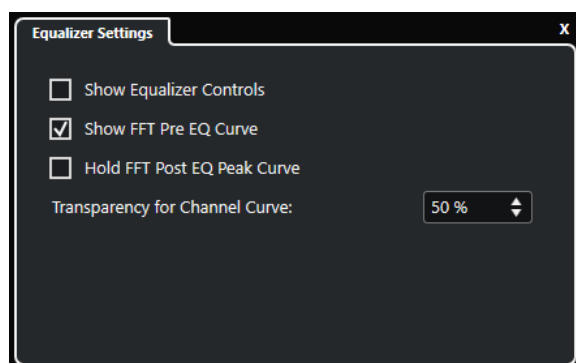 Equalizer Settings x
Show Equalizer Controls
Show FFT Pre EQ Curve
Hold FFT Post EQ Peak Curve
Transparency for Channel Curve: 50 %